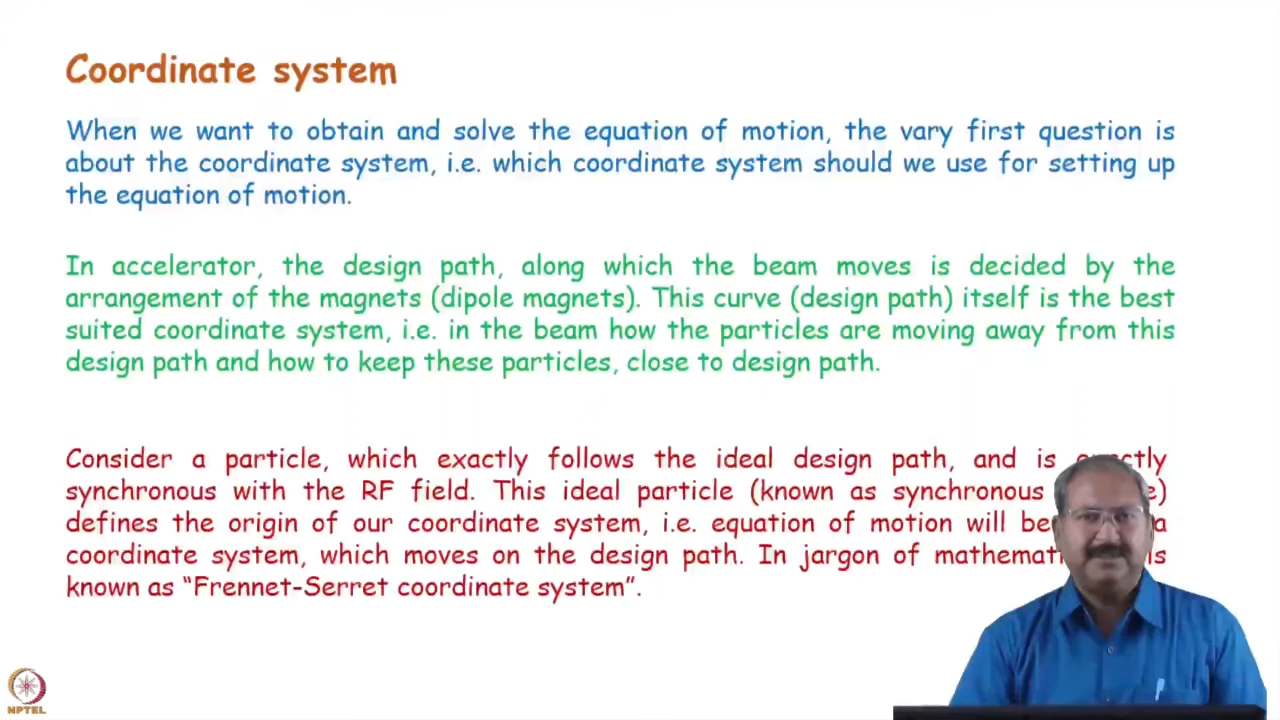 Coordinate system
When we want to obtain and solve the equation of motion, the vary first question is
about the coordinate system, i.e. which coordinate system should we use for setting up
the equation of motion.
In accelerator, the design path, along which the beam moves is decided by the
arrangement of the magnets (dipole magnets). This curve (design path) itself is the best
suited coordinate system, i.e. in the beam how the particles are moving away from this
design path and how to keep these particles, close to design path.
Consider a particle, which exactly follows the ideal design path, and is exactly
synchronous with the RF field. This ideal particle (known as synchronous
defines the origin of our coordinate system, i.e. equation of motion will be a
coordinate system, which moves on the design path. In jargon of
known as “Frennet-Serret coordinate system”.
NPTEL